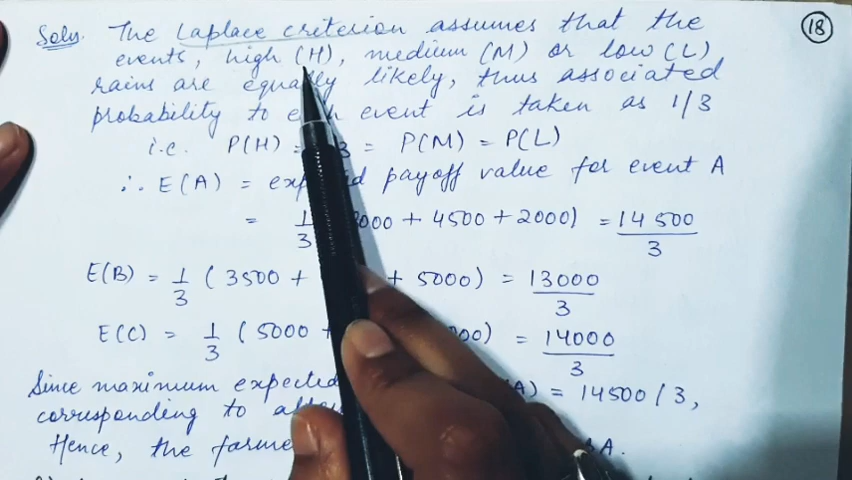 18
Soln. The Laplace criterion assumes that the
events, high (H), medium (M) or low (L)
rains are equally likely, thus associated
probability to event is taken as 1/3
i.e. P(H) = = P(M) = P(L)
∴ E(A) = payoff value for event A
= 1/3 + 4500 + 2000) = 14500/3
E(B) = 1/3 ( 3500 + + 5000) = 13000/3
E(C) = 1/3 ( 5000 = 14000/3
Since maximum expected = 14500/3,
corresponding to
Hence, the A.